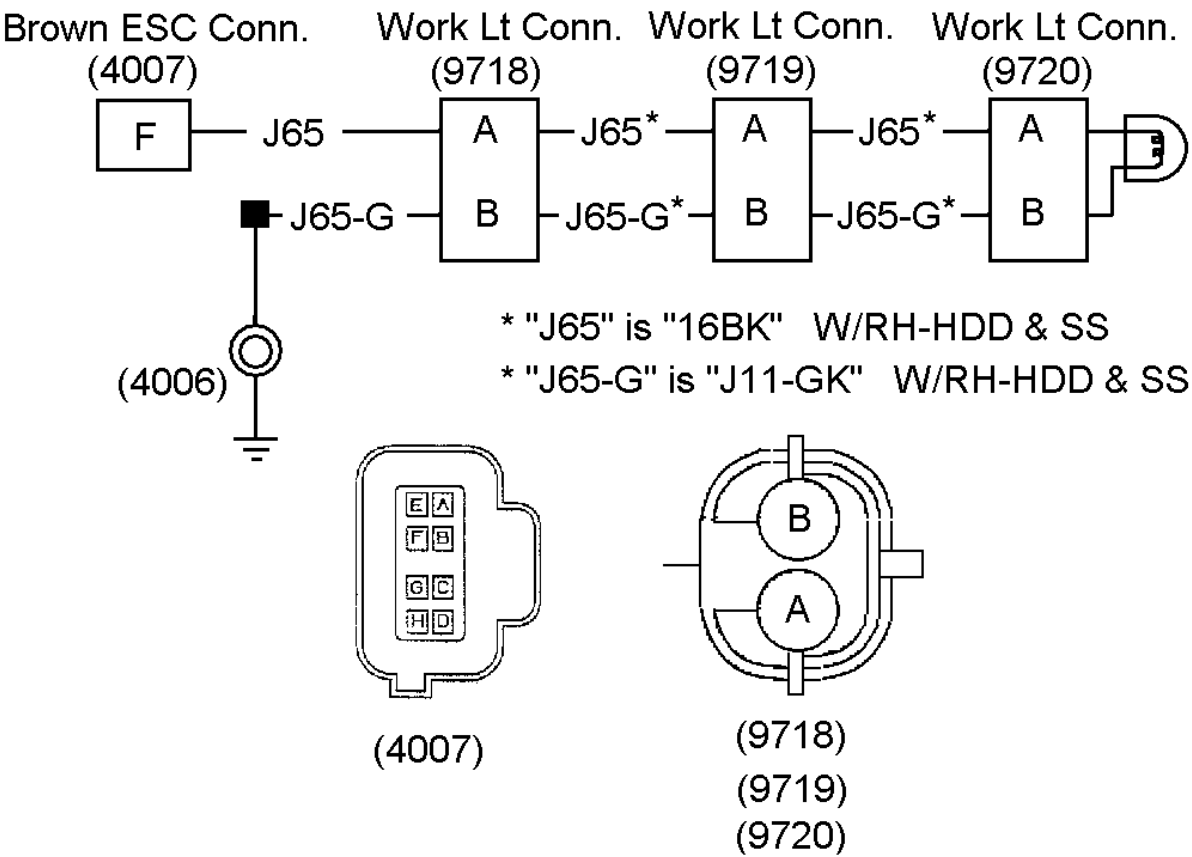 Brown ESC Conn. Work Lt Conn. Work Lt Conn. Work Lt Conn.
(4007) (9718) (9719) (9720)
F J65 A J65* A J65* A
J65-G B J65-G* B J65-G* B
* "J65" is "16BK" W/RH-HDD & SS
(4006) * "J65-G" is "J11-GK" W/RH-HDD & SS
E A
F B
G C
H D
B
A
(4007)
(9718)
(9719)
(9720)